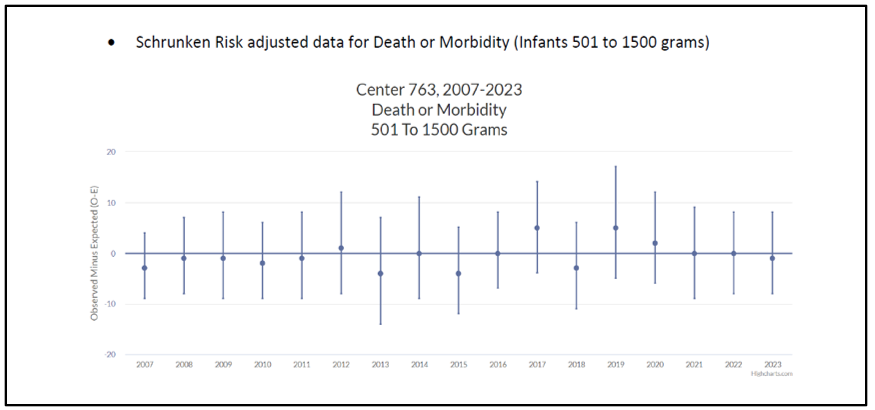 • Schrunken Risk adjusted data for Death or Morbidity (Infants 501 to 1500 grams)
Center 763, 2007-2023
Death or Morbidity
501 To 1500 Grams
Observed Minus Expected (O-E)
20
10
0
-10
-20
2007 2008 2009 2010 2011 2012 2013 2014 2015 2016 2017 2018 2019 2020 2021 2022 2023
Highcharts.com